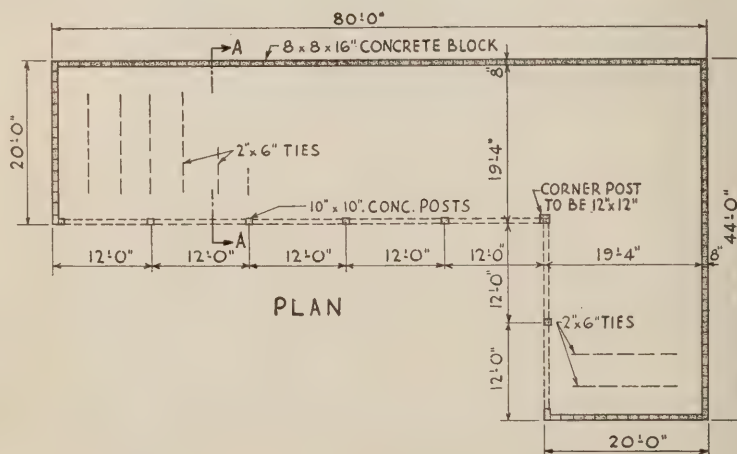 80'-0"
A
8 x 8 x 16" CONCRETE BLOCK
8"
20'-0"
2" x 6" TIES
19'-4"
44'-0"
10" x 10". CONC. POSTS
CORNER POST
TO BE 12" x 12"
A
12'-0"
12'-0"
12'-0"
12'-0"
12'-0"
19'-4"
8"
12'-0"
PLAN
2" x 6" TIES
12'-0"
20'-0"